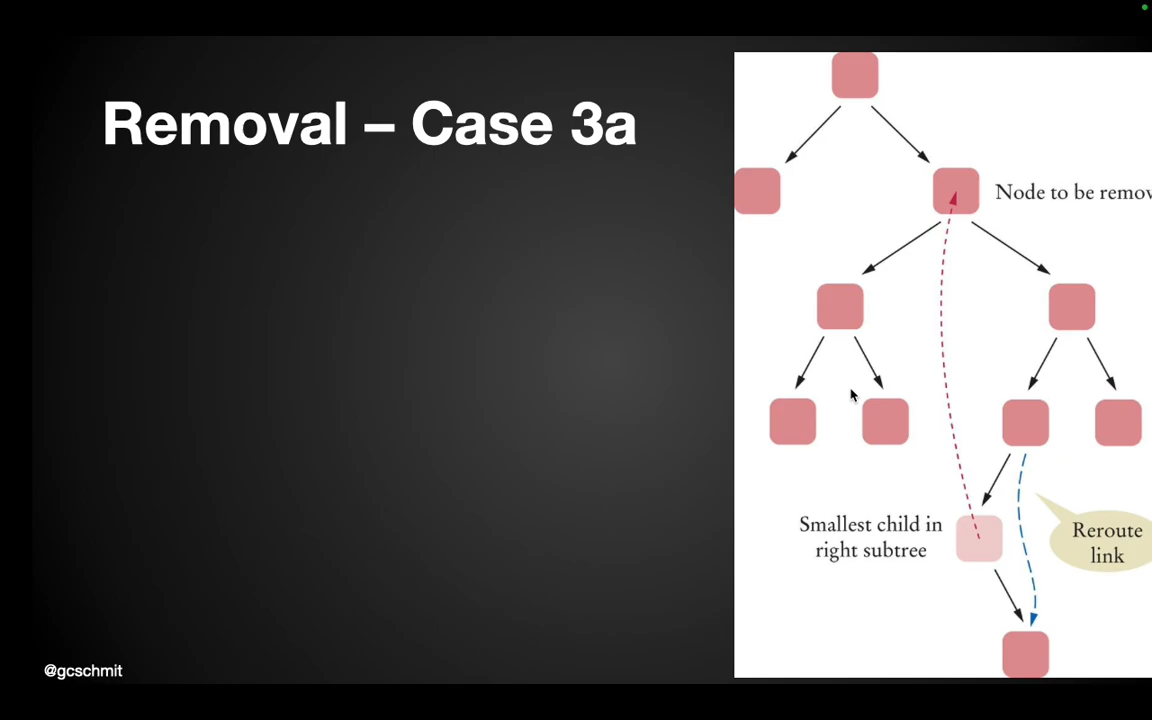 Removal – Case 3a
Node to be remov
Smallest child in
right subtree
Reroute
link
@gcschmit